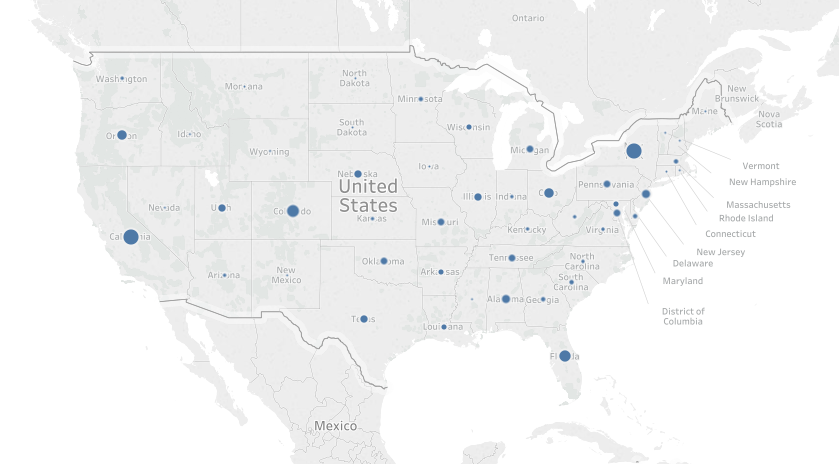 Ontario
Washington
Montana
North
Dakota
Minnesota
New
Brunswick
Maine
Nova
Scotia
Oregon
Idaho
South
Dakota
Wisconsin
Michigan
Wyoming
Nebraska
Iowa
Vermont
New Hampshire
Massachusetts
Rhode Island
Connecticut
New Jersey
Delaware
Maryland
District of
Columbia
United
States
Nevada
Utah
Colorado
Kansas
Illinois
Indiana
Ohio
Pennsylvania
California
Missouri
Kentucky
Virginia
Arizona
New
Mexico
Oklahoma
Arkansas
Tennessee
North
Carolina
South
Carolina
Alabama
Georgia
Texas
Louisiana
Florida
Mexico